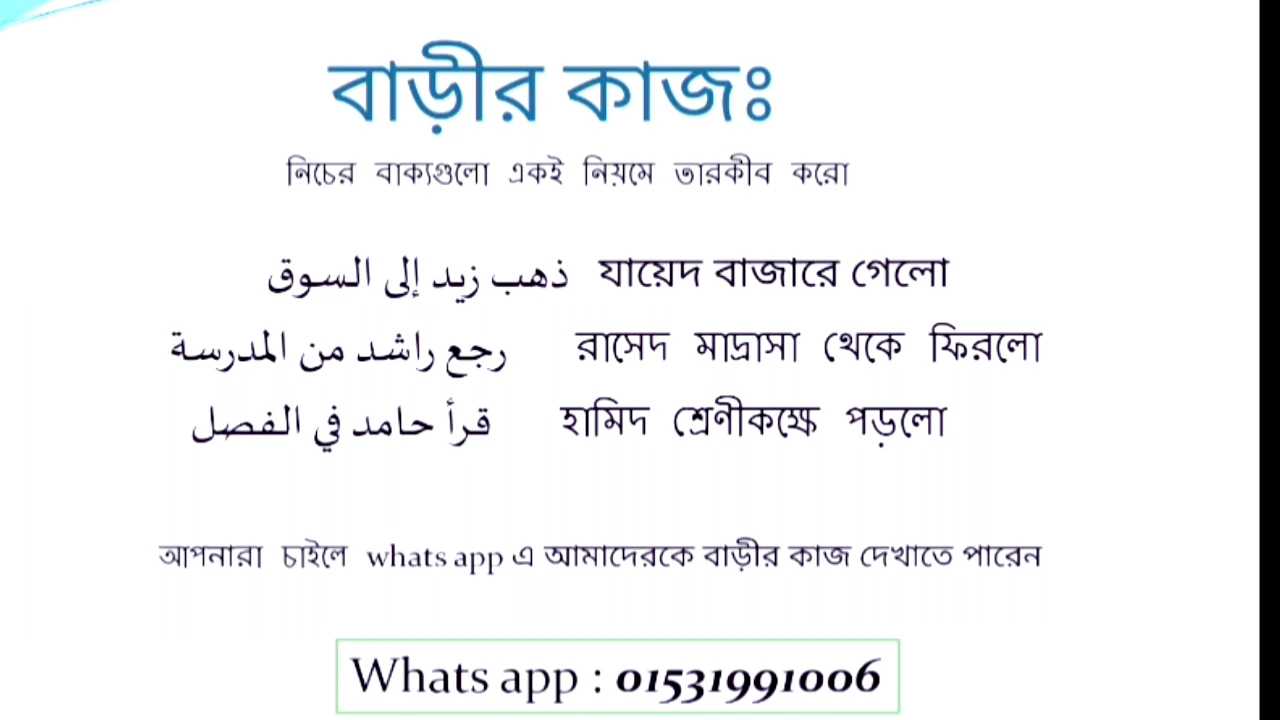 বাড়ীর কাজঃ
নিচের বাক্যগুলো একই নিয়মে তারকীব করো
ذهب زيد إلى السوق যায়েদ বাজারে গেলো
رجع راشد من المدرسة রাসেদ মাদ্রাসা থেকে ফিরলো
قرأ حامد في الفصل হামিদ শ্রেণীকক্ষে পড়লো
আপনারা চাইলে whats app এ আমাদেরকে বাড়ীর কাজ দেখাতে পারেন
Whats app : 01531991006